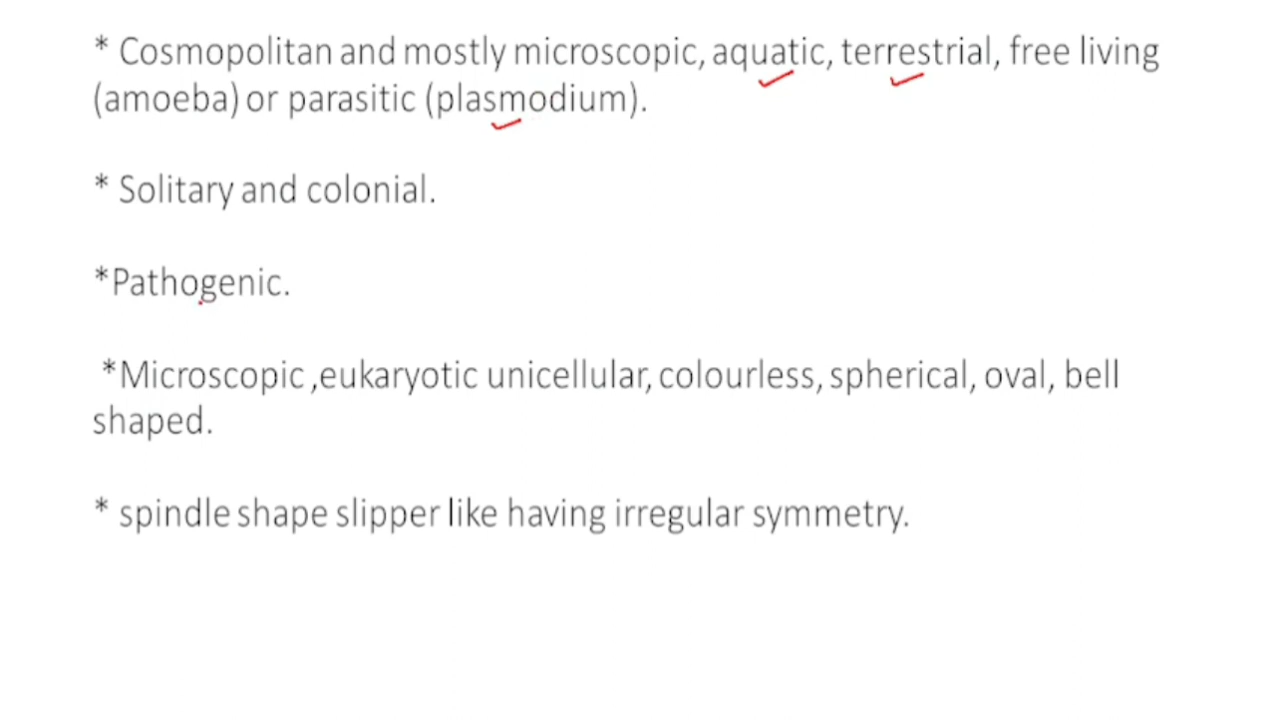 * Cosmopolitan and mostly microscopic, aquatic, terrestrial, free living
(amoeba) or parasitic (plasmodium).
* Solitary and colonial.
*Pathogenic.
*Microscopic ,eukaryotic unicellular, colourless, spherical, oval, bell
shaped.
* spindle shape slipper like having irregular symmetry.